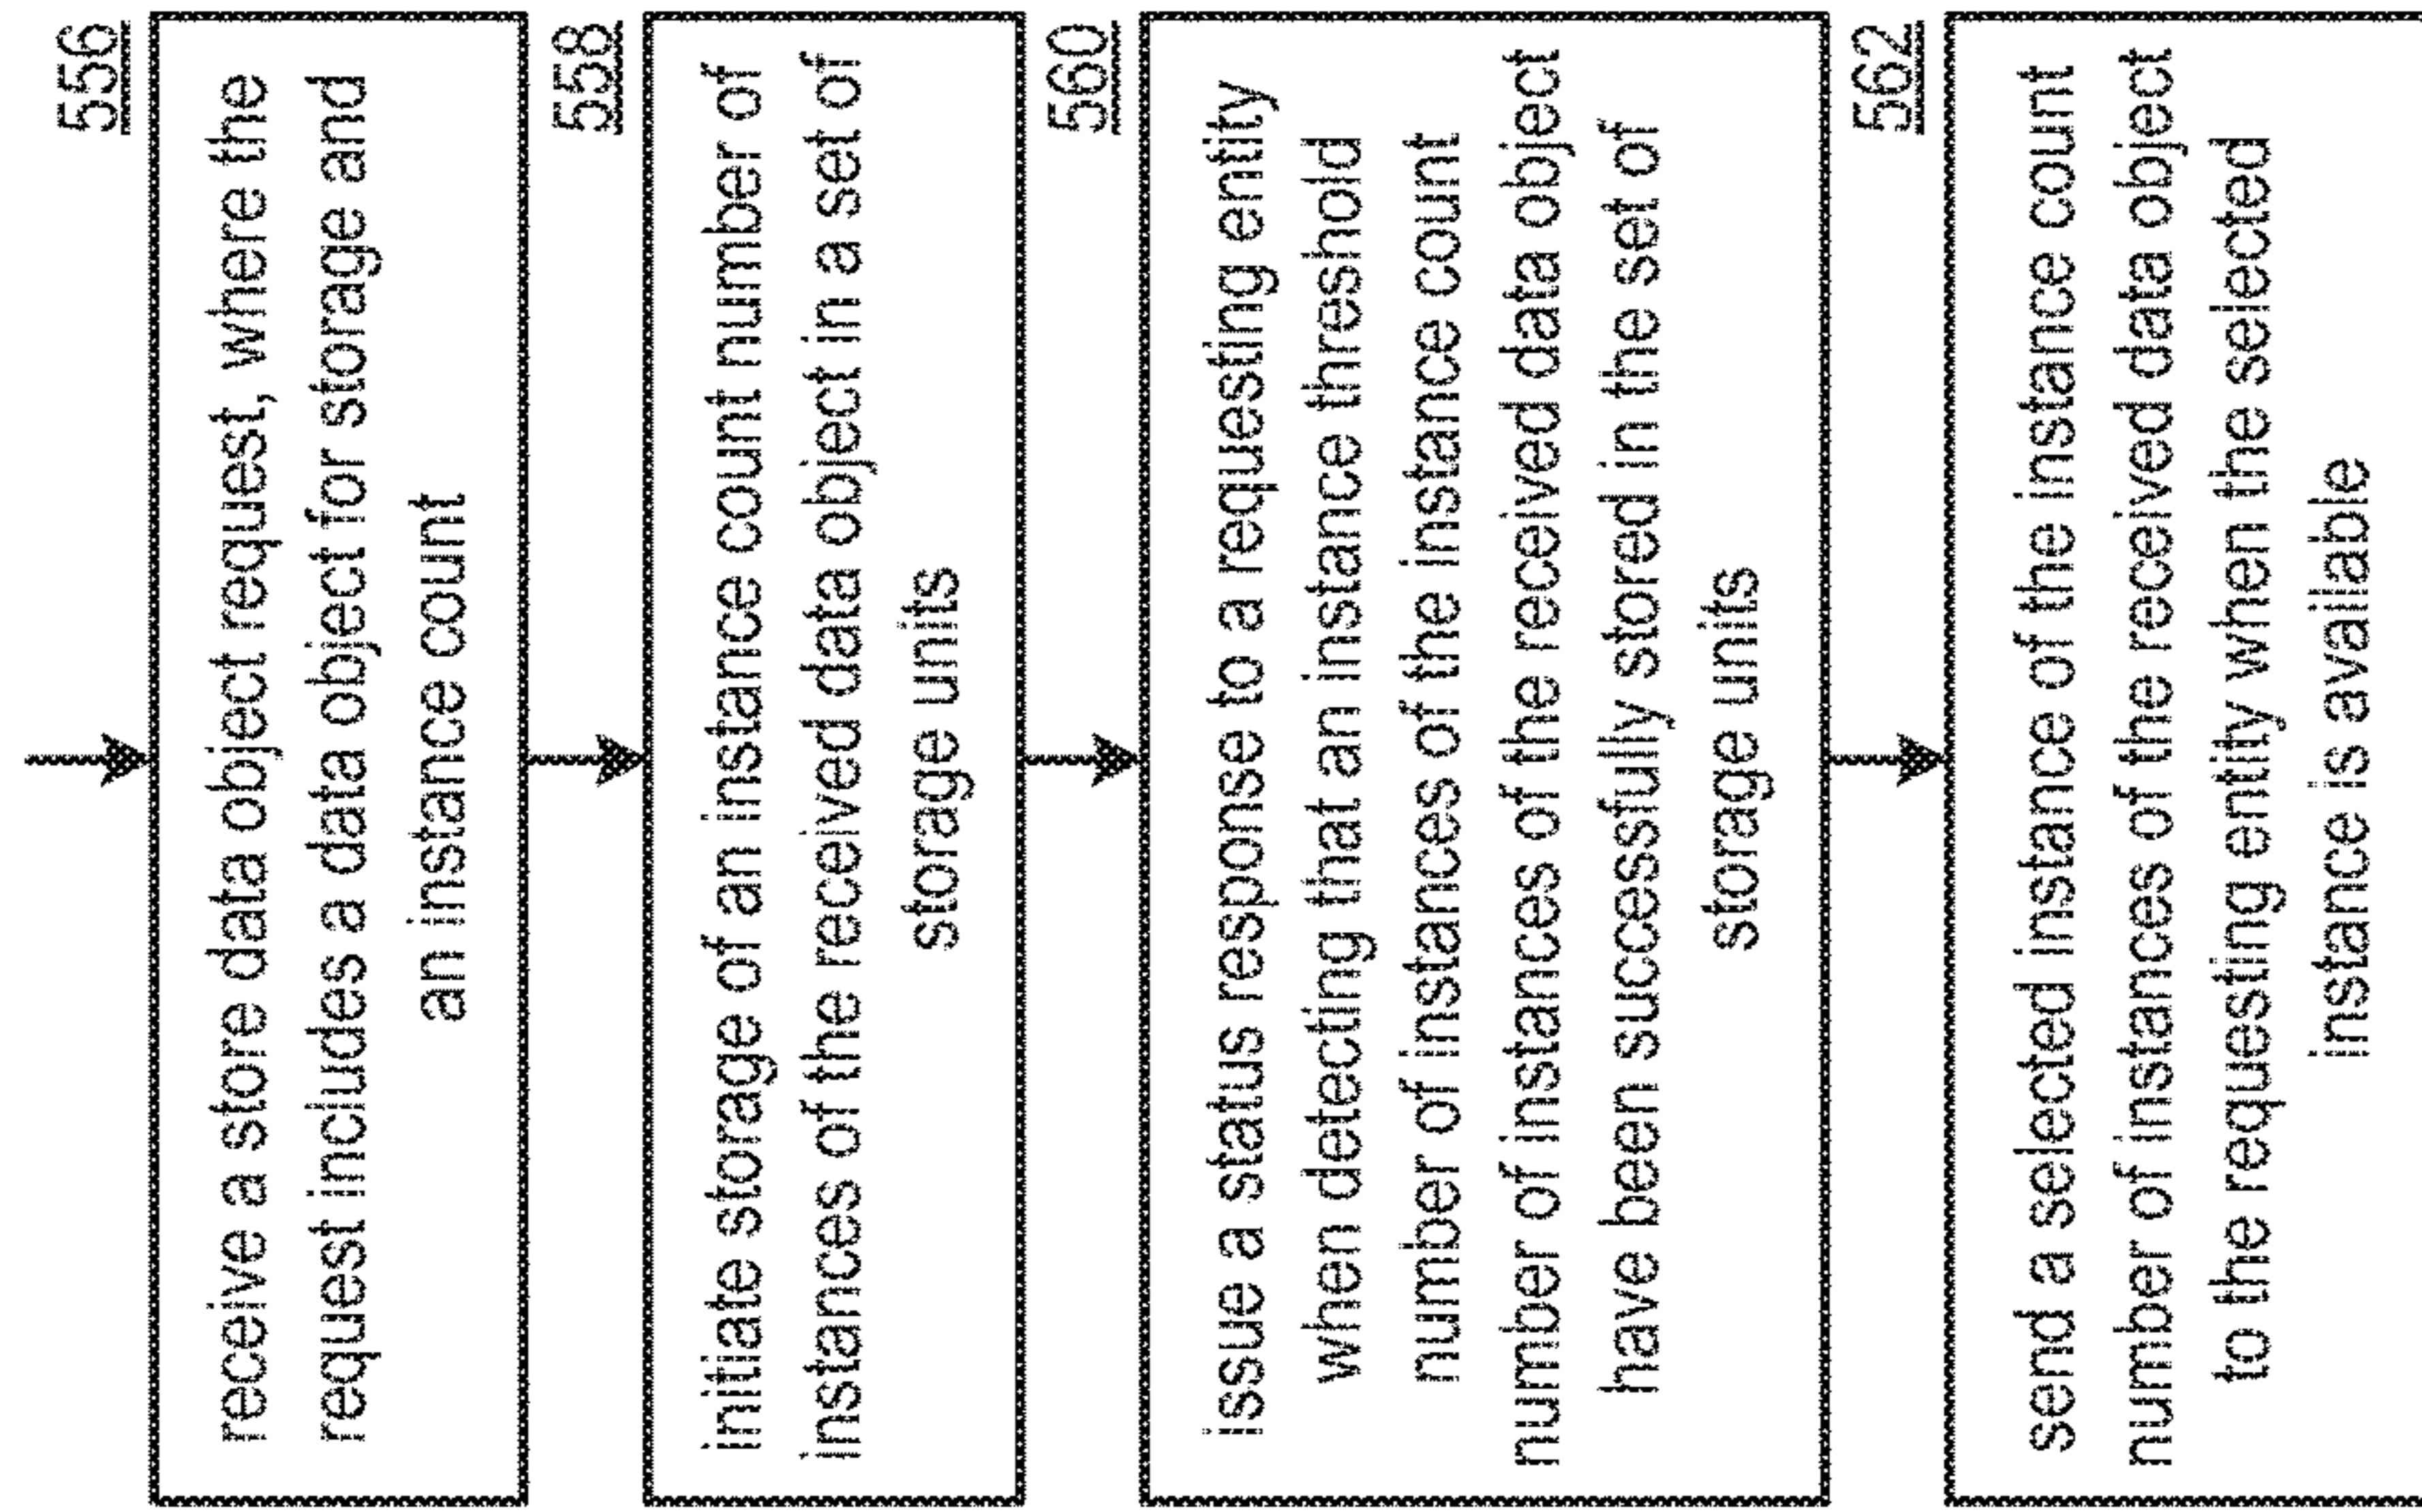 556
receive a store data object request, where the
request includes a data object for storage and
an instance count
558
initiate storage of an instance count number of
instances of the received data object in a set of
storage units
560
issue a status response to a requesting entity
when detecting that an instance threshold
number of instances of the instance count
number of instances of the received data object
have been successfully stored in the set of
storage units
562
send a selected instance of the instance count
number of instances of the received data object
to the requesting entity when the selected
instance is available